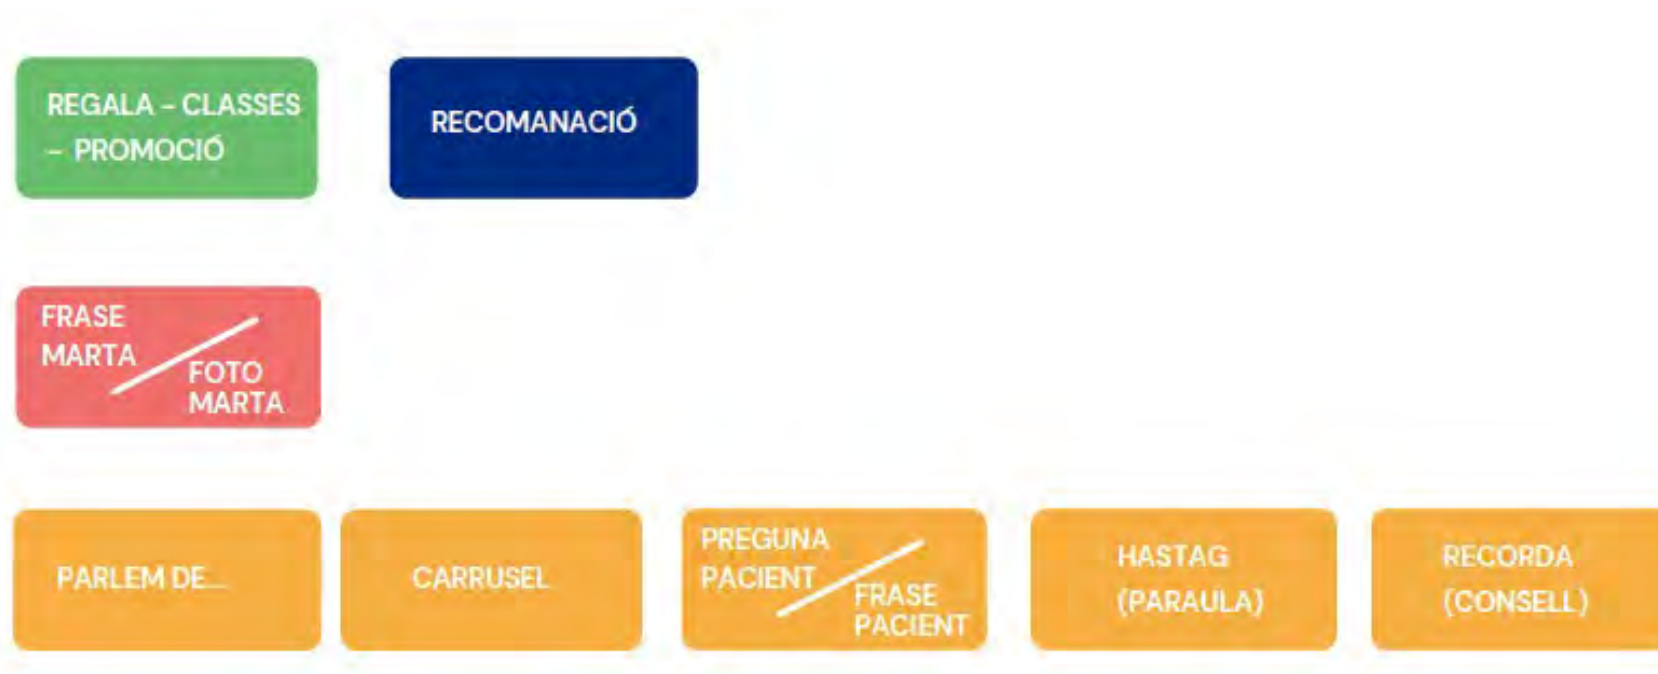 REGALA - CLASSES
- PROMOCIÓ
RECOMANACIÓ
FRASE
MARTA
FOTO
MARTA
PARLEM DE...
CARRUSEL
PREGUNA
PACIENT
FRASE
PACIENT
HASTAG
(PARAULA)
RECORDA
(CONSELL)